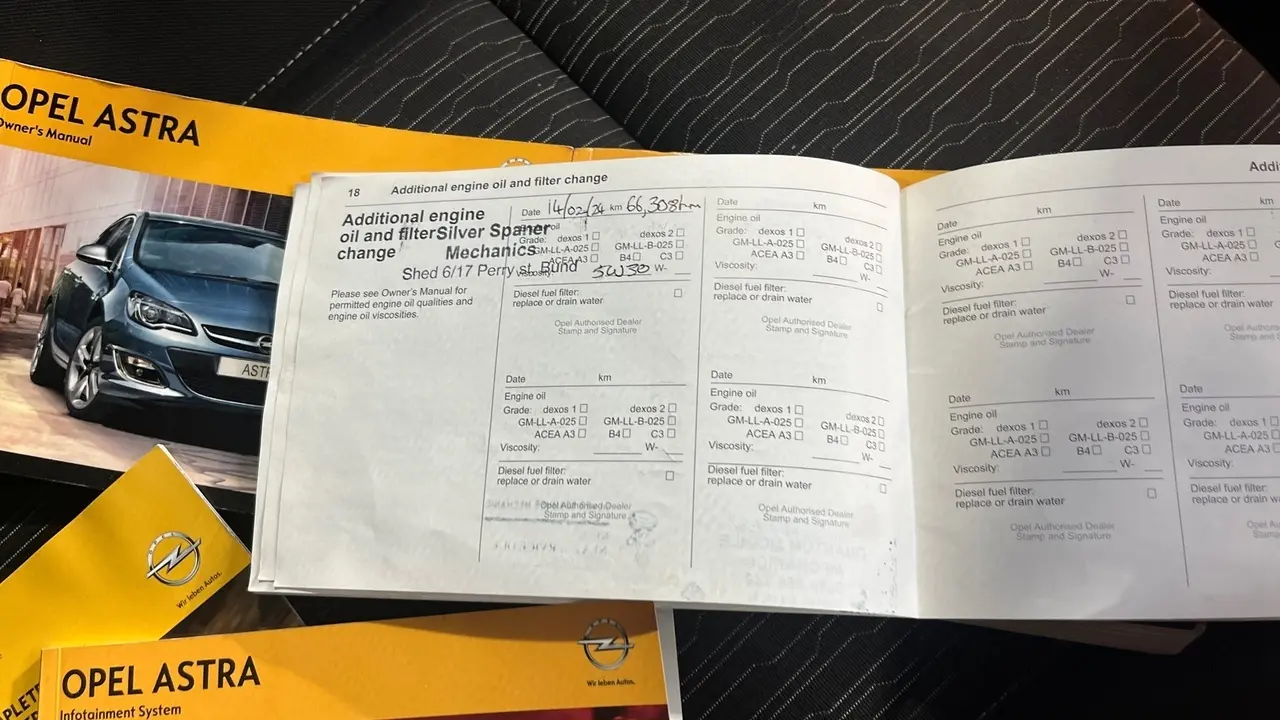 OPEL ASTRA
Owner's Manual
18 Additional engine oil and filter change
Additional engine
oil and filter
change
Silver Spaner
Mechanics
Shed 6/17 Perry st Bund
Please see Owner's Manual for
permitted engine oil qualities and
engine oil viscosities.
Date 14/02/24 km 66,308km
Grade: dexos 1 dexos 2
GM-LL-A-025 GM-LL-B-025
ACEA A3 B4 C3
Viscosity: 5W30 W-
Diesel fuel filter:
replace or drain water
Opel Authorised Dealer
Stamp and Signature
Date km
Engine oil
Grade: dexos 1 dexos 2
GM-LL-A-025 GM-LL-B-025
ACEA A3 B4 C3
Viscosity: W-
Diesel fuel filter:
replace or drain water
Opel Authorised Dealer
Stamp and Signature
Date km
Engine oil
Grade: dexos 1 dexos 2
GM-LL-A-025 GM-LL-B-025
ACEA A3 B4 C3
Viscosity: W-
Diesel fuel filter:
replace or drain water
Opel Authorised Dealer
Stamp and Signature
Date km
Engine oil
Grade: dexos 1 dexos 2
GM-LL-A-025 GM-LL-B-025
ACEA A3 B4 C3
Viscosity: W-
Diesel fuel filter:
replace or drain water
Opel Authorised Dealer
Stamp and Signature
Addi
Date km
Engine oil
Grade: dexos 1 dexos 2
GM-LL-A-025 GM-LL-B-025
ACEA A3 B4 C3
Viscosity: W-
Diesel fuel filter:
replace or drain water
Opel Authorised Dealer
Stamp and Signature
Date km
Engine oil
Grade: dexos 1 dexos 2
GM-LL-A-025 GM-LL-B-025
ACEA A3 B4 C3
Viscosity: W-
Diesel fuel filter:
replace or drain water
Opel Authorised Dealer
Stamp and Signature
Date
Engine oil
Grade: dexos 1
GM-LL-A-025
ACEA A3
Viscosity:
Diesel fuel filter:
replace or drain w
Opel Autho
Stamp and
Date
Engine oil
Grade: dexos 1
GM-LL-A-025
ACEA A3
Viscosity:
Diesel fuel filter:
replace or drain w
Opel Autho
Stamp an
ASTR
Wir leben Autos.
OPEL ASTRA
Infotainment System
Wir leben Autos.